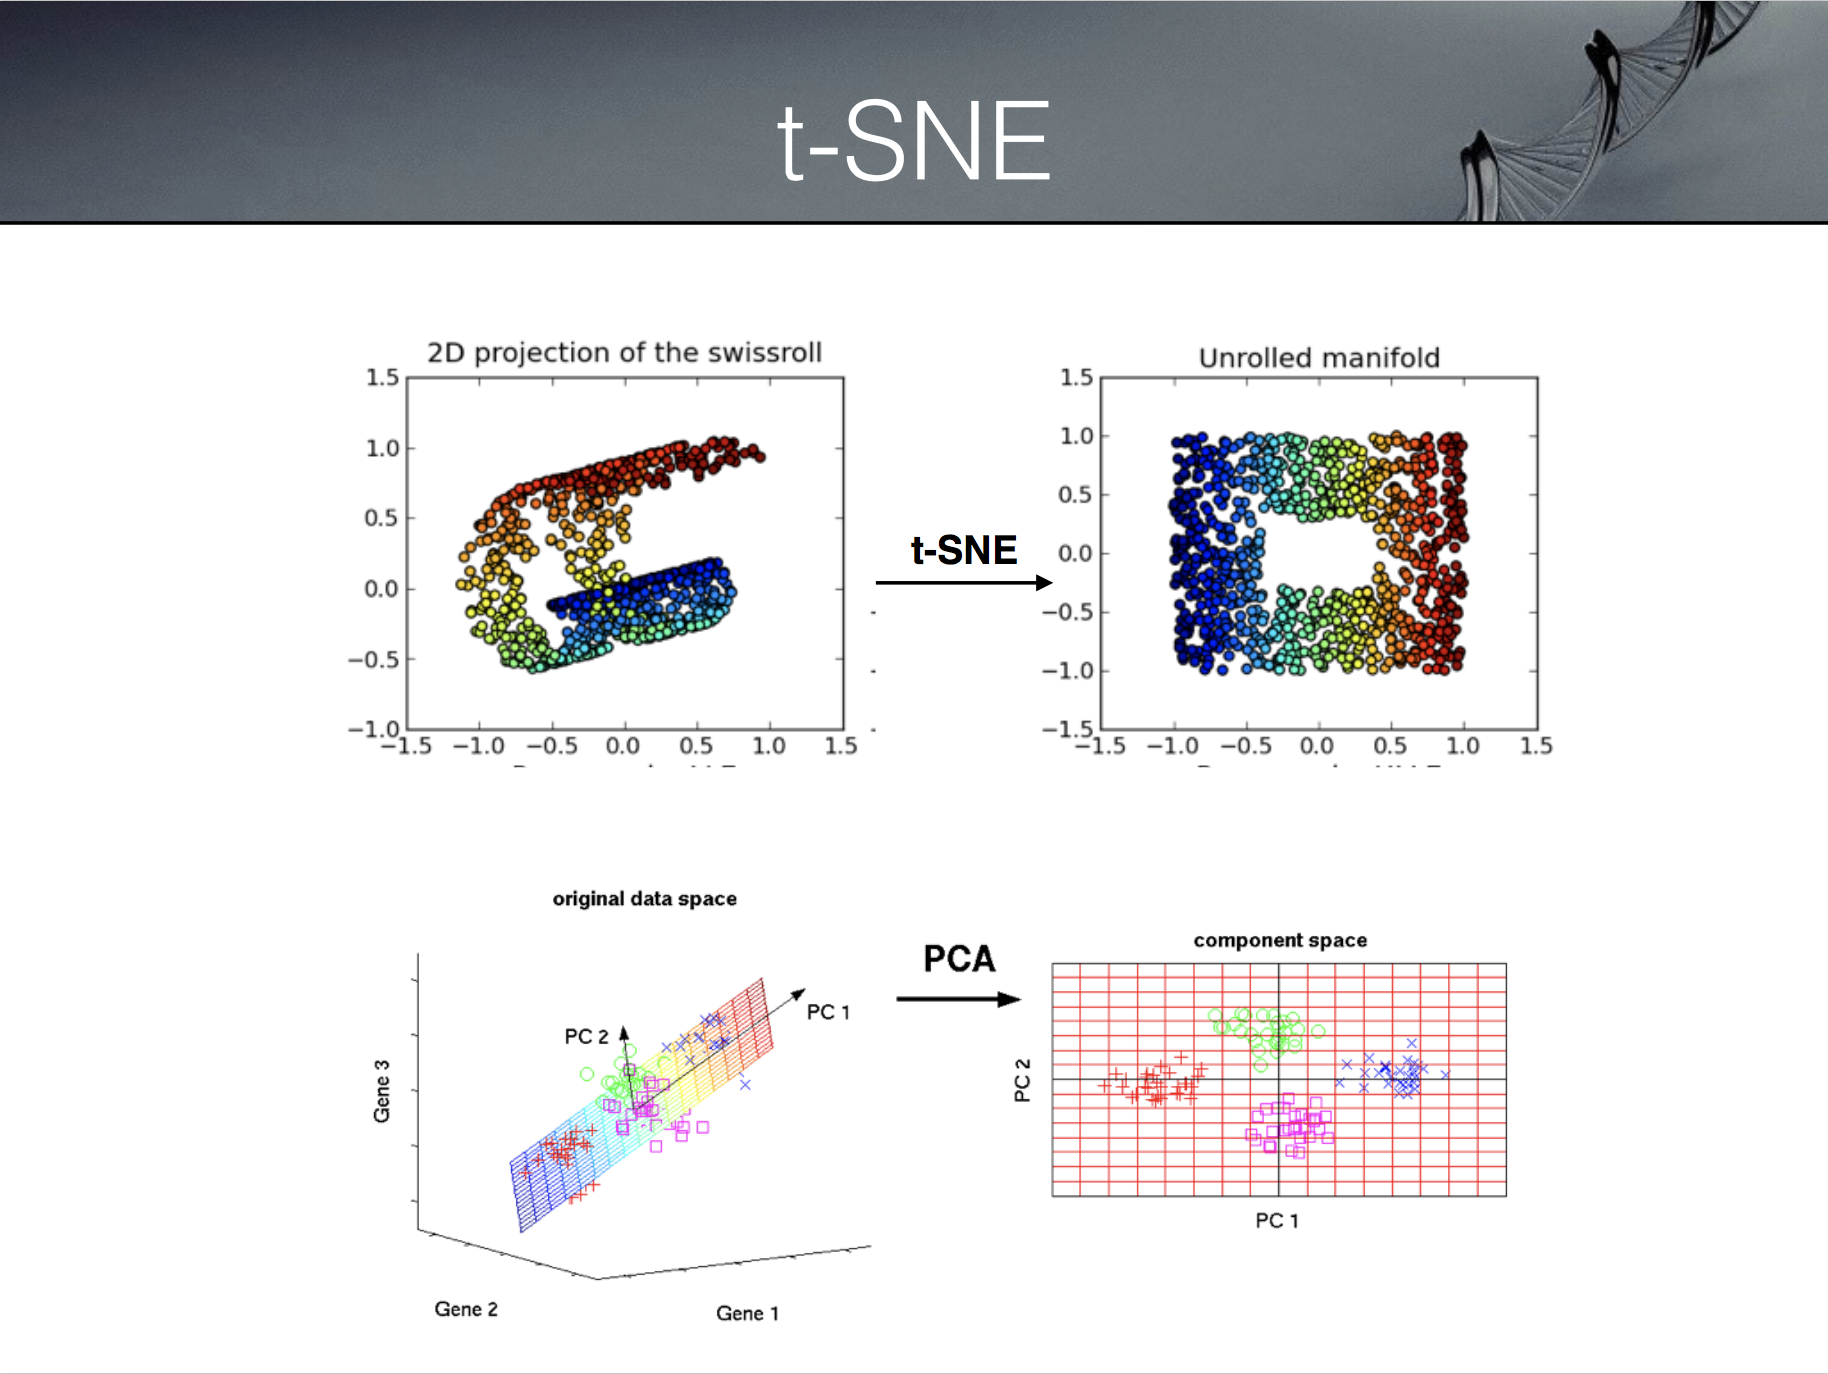 t-SNE
2D projection of the swissroll
1.5
1.0
0.5
0.0
−0.5
−1.0
−1.5 −1.0 −0.5 0.0 0.5 1.0 1.5
t-SNE
Unrolled manifold
1.5
1.0
0.5
0.0
−0.5
−1.0
−1.5
−1.5 −1.0 −0.5 0.0 0.5 1.0 1.5
original data space
PC 1
PC 2
Gene 3
Gene 2
Gene 1
PCA
component space
PC 2
PC 1